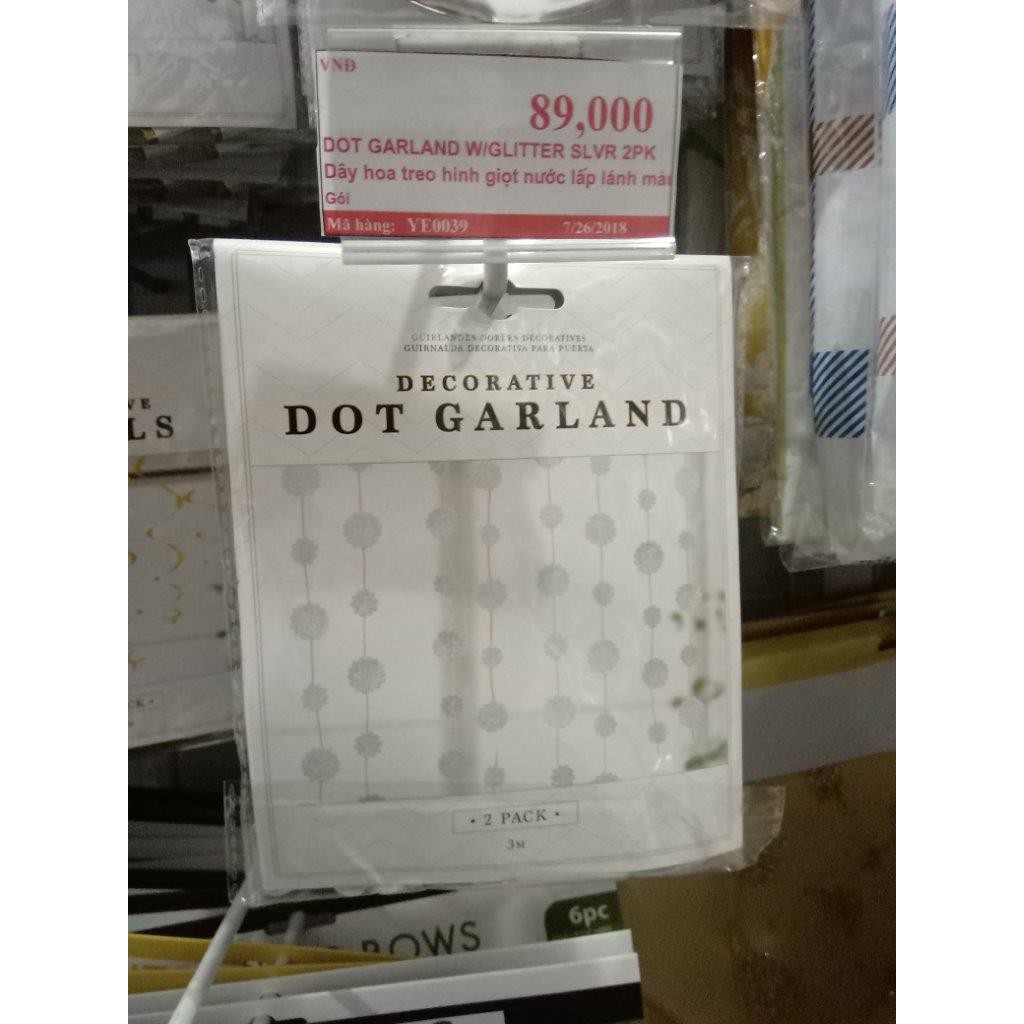 VNĐ
89,000
DOT GARLAND W/GLITTER SLVR 2PK
Dây hoa treo hình giọt nước lấp lánh
Gói
Mã hàng: YE0039 7/26/2018
GUIRLANDES DORÉES DÉCORATIVES
GUIRNALDA DECORATIVA PARA PUERTA
DECORATIVE
DOT GARLAND
• 2 PACK •
3M
VE
LS
6pc
BOWS